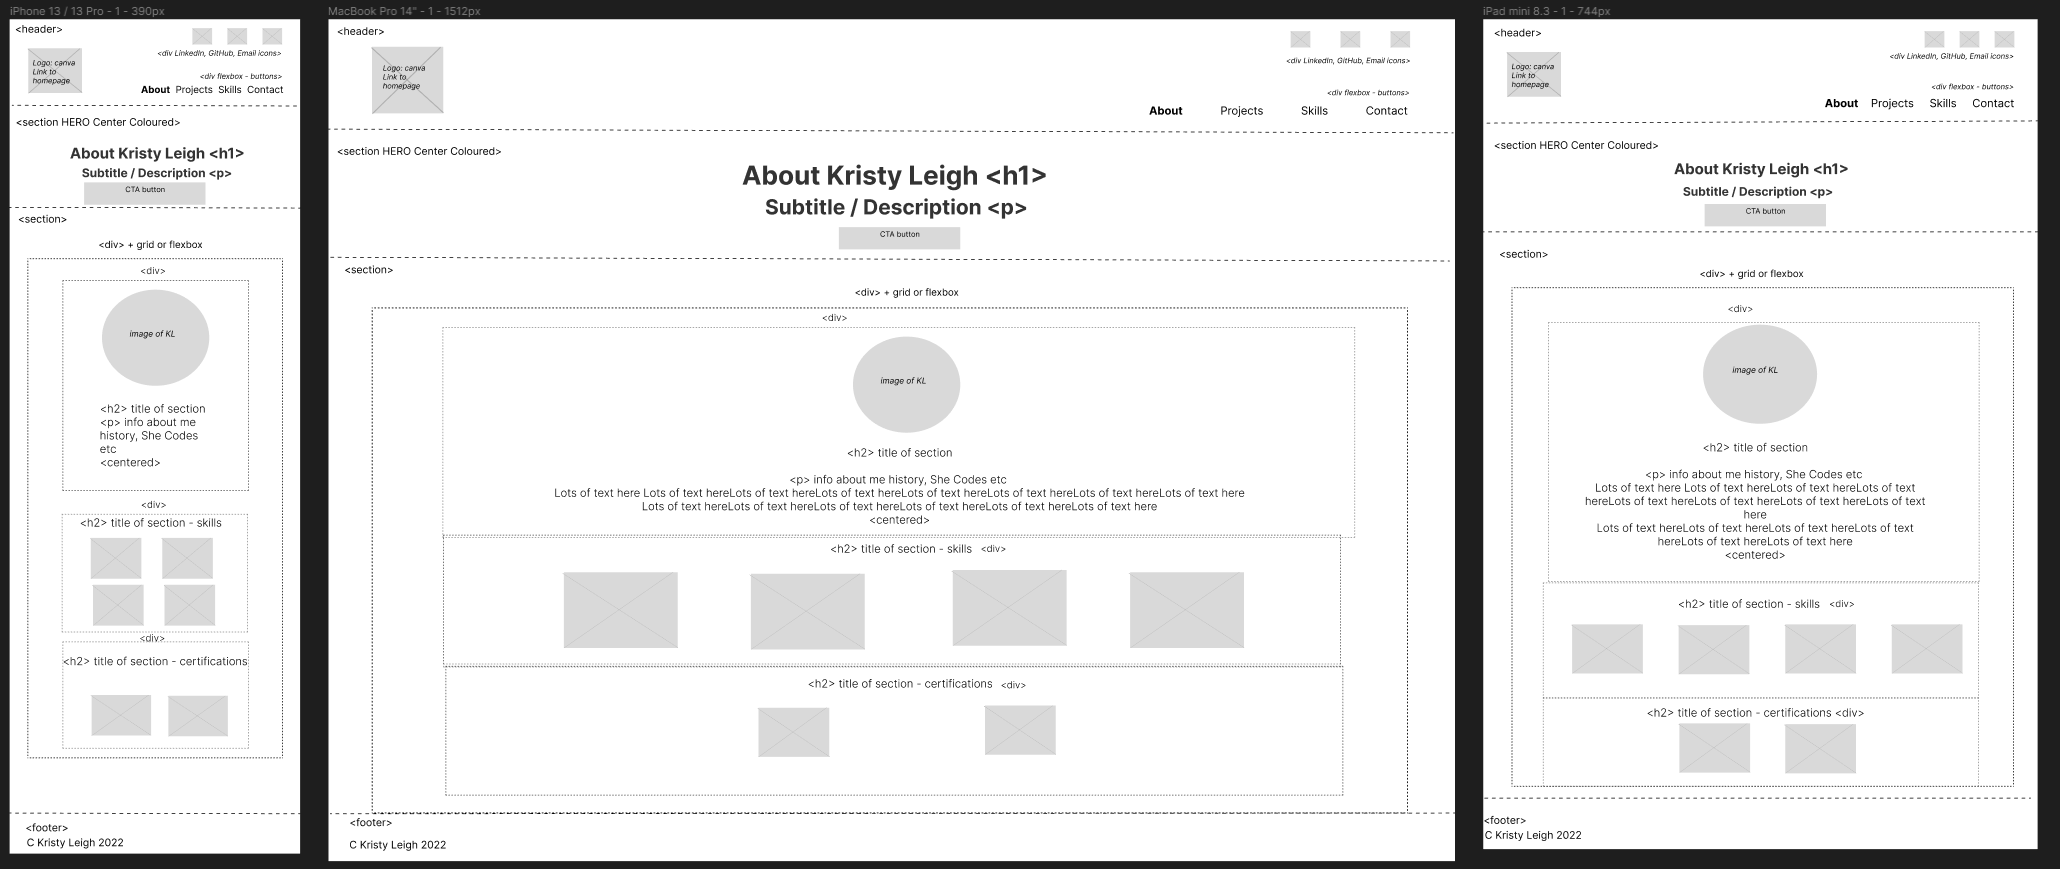 iPhone 13 / 13 Pro - 1 - 390px
<header>
Logo: canva
Link to
homepage
<div LinkedIn, GitHub, Email icons>
<div flexbox - buttons>
About Projects Skills Contact
<section HERO Center Coloured>
About Kristy Leigh <h1>
Subtitle / Description <p>
CTA button
<section>
<div> + grid or flexbox
<div>
image of KL
<h2> title of section
<p> info about me
history, She Codes
etc
<centered>
<div>
<h2> title of section - skills
<div>
<h2> title of section - certifications
<footer>
C Kristy Leigh 2022
MacBook Pro 14" - 1 - 1512px
<header>
Logo: canva
Link to
homepage
<div LinkedIn, GitHub, Email icons>
<div flexbox - buttons>
About Projects Skills Contact
<section HERO Center Coloured>
About Kristy Leigh <h1>
Subtitle / Description <p>
CTA button
<section>
<div> + grid or flexbox
<div>
image of KL
<h2> title of section
<p> info about me history, She Codes etc
Lots of text here Lots of text hereLots of text hereLots of text hereLots of text hereLots of text hereLots of text hereLots of text here
Lots of text hereLots of text hereLots of text hereLots of text hereLots of text hereLots of text here
<centered>
<h2> title of section - skills <div>
<h2> title of section - certifications <div>
<footer>
C Kristy Leigh 2022
iPad mini 8.3 - 1 - 744px
<header>
Logo: canva
Link to
homepage
<div LinkedIn, GitHub, Email icons>
<div flexbox - buttons>
About Projects Skills Contact
<section HERO Center Coloured>
About Kristy Leigh <h1>
Subtitle / Description <p>
CTA button
<section>
<div> + grid or flexbox
<div>
image of KL
<h2> title of section
<p> info about me history, She Codes etc
Lots of text here Lots of text hereLots of text hereLots of text
hereLots of text hereLots of text hereLots of text hereLots of text
here
Lots of text hereLots of text hereLots of text hereLots of text
hereLots of text hereLots of text here
<centered>
<h2> title of section - skills <div>
<h2> title of section - certifications <div>
<footer>
C Kristy Leigh 2022